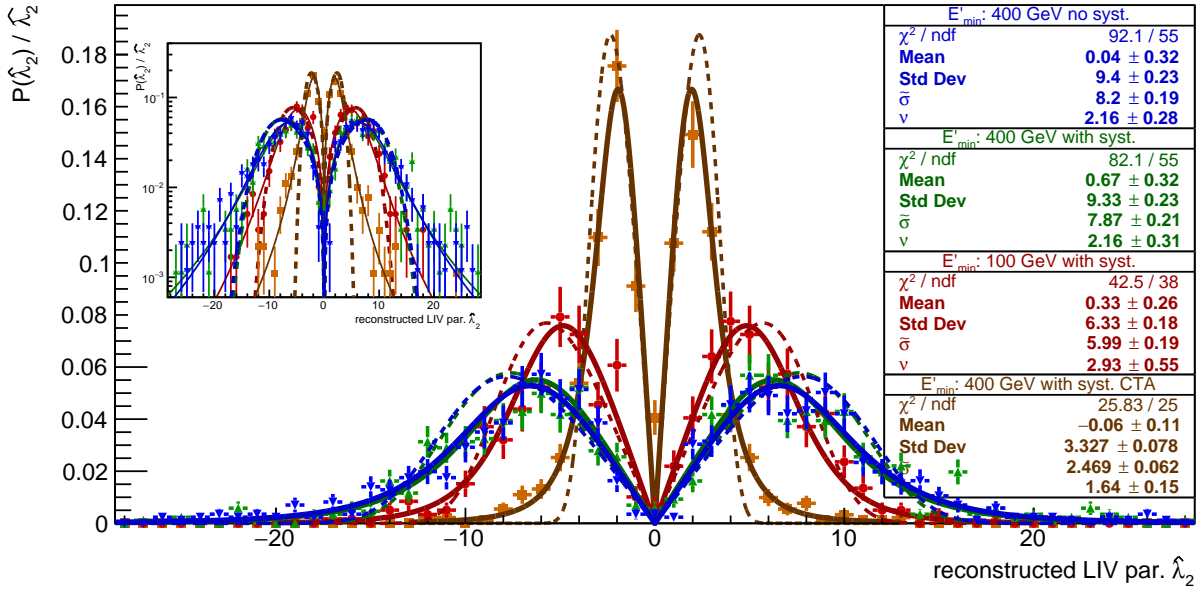 P(λ̂₂) / λ̂₂
0.18
0.16
0.14
0.12
0.1
0.08
0.06
0.04
0.02
0
−20
−10
0
10
20
reconstructed LIV par. λ̂₂
P(λ̂₂) / λ̂₂
10⁻¹
10⁻²
10⁻³
−20
−10
0
10
20
reconstructed LIV par. λ̂₂
E'min: 400 GeV no syst.
χ² / ndf 92.1 / 55
Mean 0.04 ± 0.32
Std Dev 9.4 ± 0.23
σ̃ 8.2 ± 0.19
ν 2.16 ± 0.28
E'min: 400 GeV with syst.
χ² / ndf 82.1 / 55
Mean 0.67 ± 0.32
Std Dev 9.33 ± 0.23
σ̃ 7.87 ± 0.21
ν 2.16 ± 0.31
E'min: 100 GeV with syst.
χ² / ndf 42.5 / 38
Mean 0.33 ± 0.26
Std Dev 6.33 ± 0.18
σ̃ 5.99 ± 0.19
ν 2.93 ± 0.55
E'min: 400 GeV with syst. CTA
χ² / ndf 25.83 / 25
Mean −0.06 ± 0.11
Std Dev 3.327 ± 0.078
σ̃ 2.469 ± 0.062
ν 1.64 ± 0.15